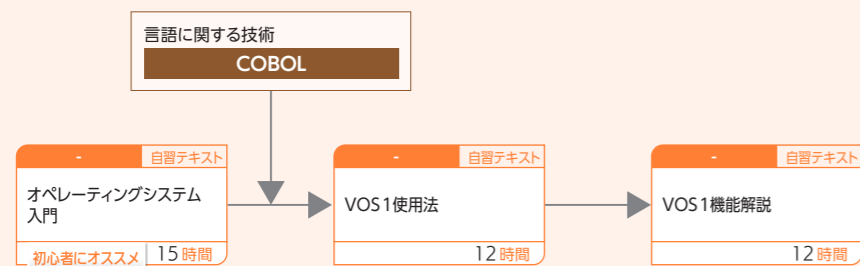 言語に関する技術
COBOL
-
自習テキスト
オペレーティングシステム
入門
初心者にオススメ
15時間
-
自習テキスト
VOS1使用法
12時間
-
自習テキスト
VOS1機能解説
12時間